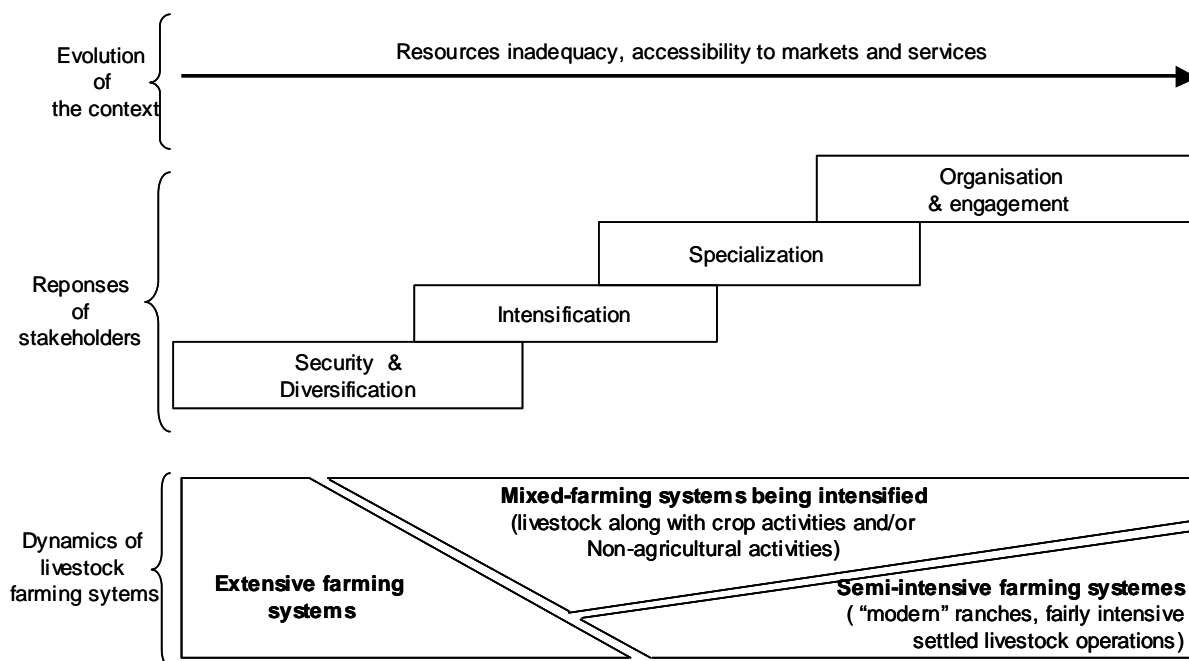 Evolution
of
the context
Resources inadequacy, accessibility to markets and services
Reponses
of
stakeholders
Organisation
& engagement
Specialization
Intensification
Security &
Diversification
Dynamics of
livestock
farming sytems
Extensive farming
systems
Mixed-farming systems being intensified
(livestock along with crop activities and/or
Non-agricultural activities)
Semi-intensive farming systemes
( “modern” ranches, fairly intensive
settled livestock operations)